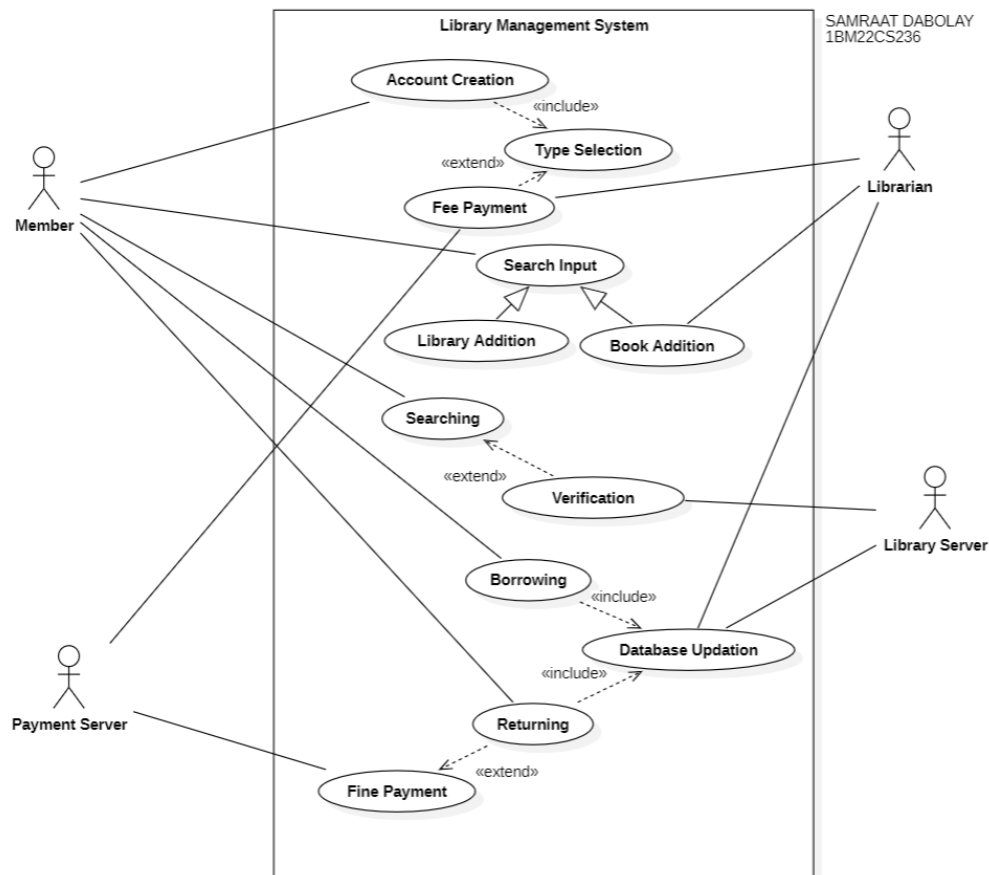 Library Management System
SAMRAAT DABOLAY
1BM22CS236
Account Creation
«include»
Type Selection
«extend»
Member
Librarian
Fee Payment
Search Input
Library Addition
Book Addition
Searching
«extend»
Verification
Library Server
Borrowing
«include»
Database Updation
«include»
Payment Server
Returning
«extend»
Fine Payment